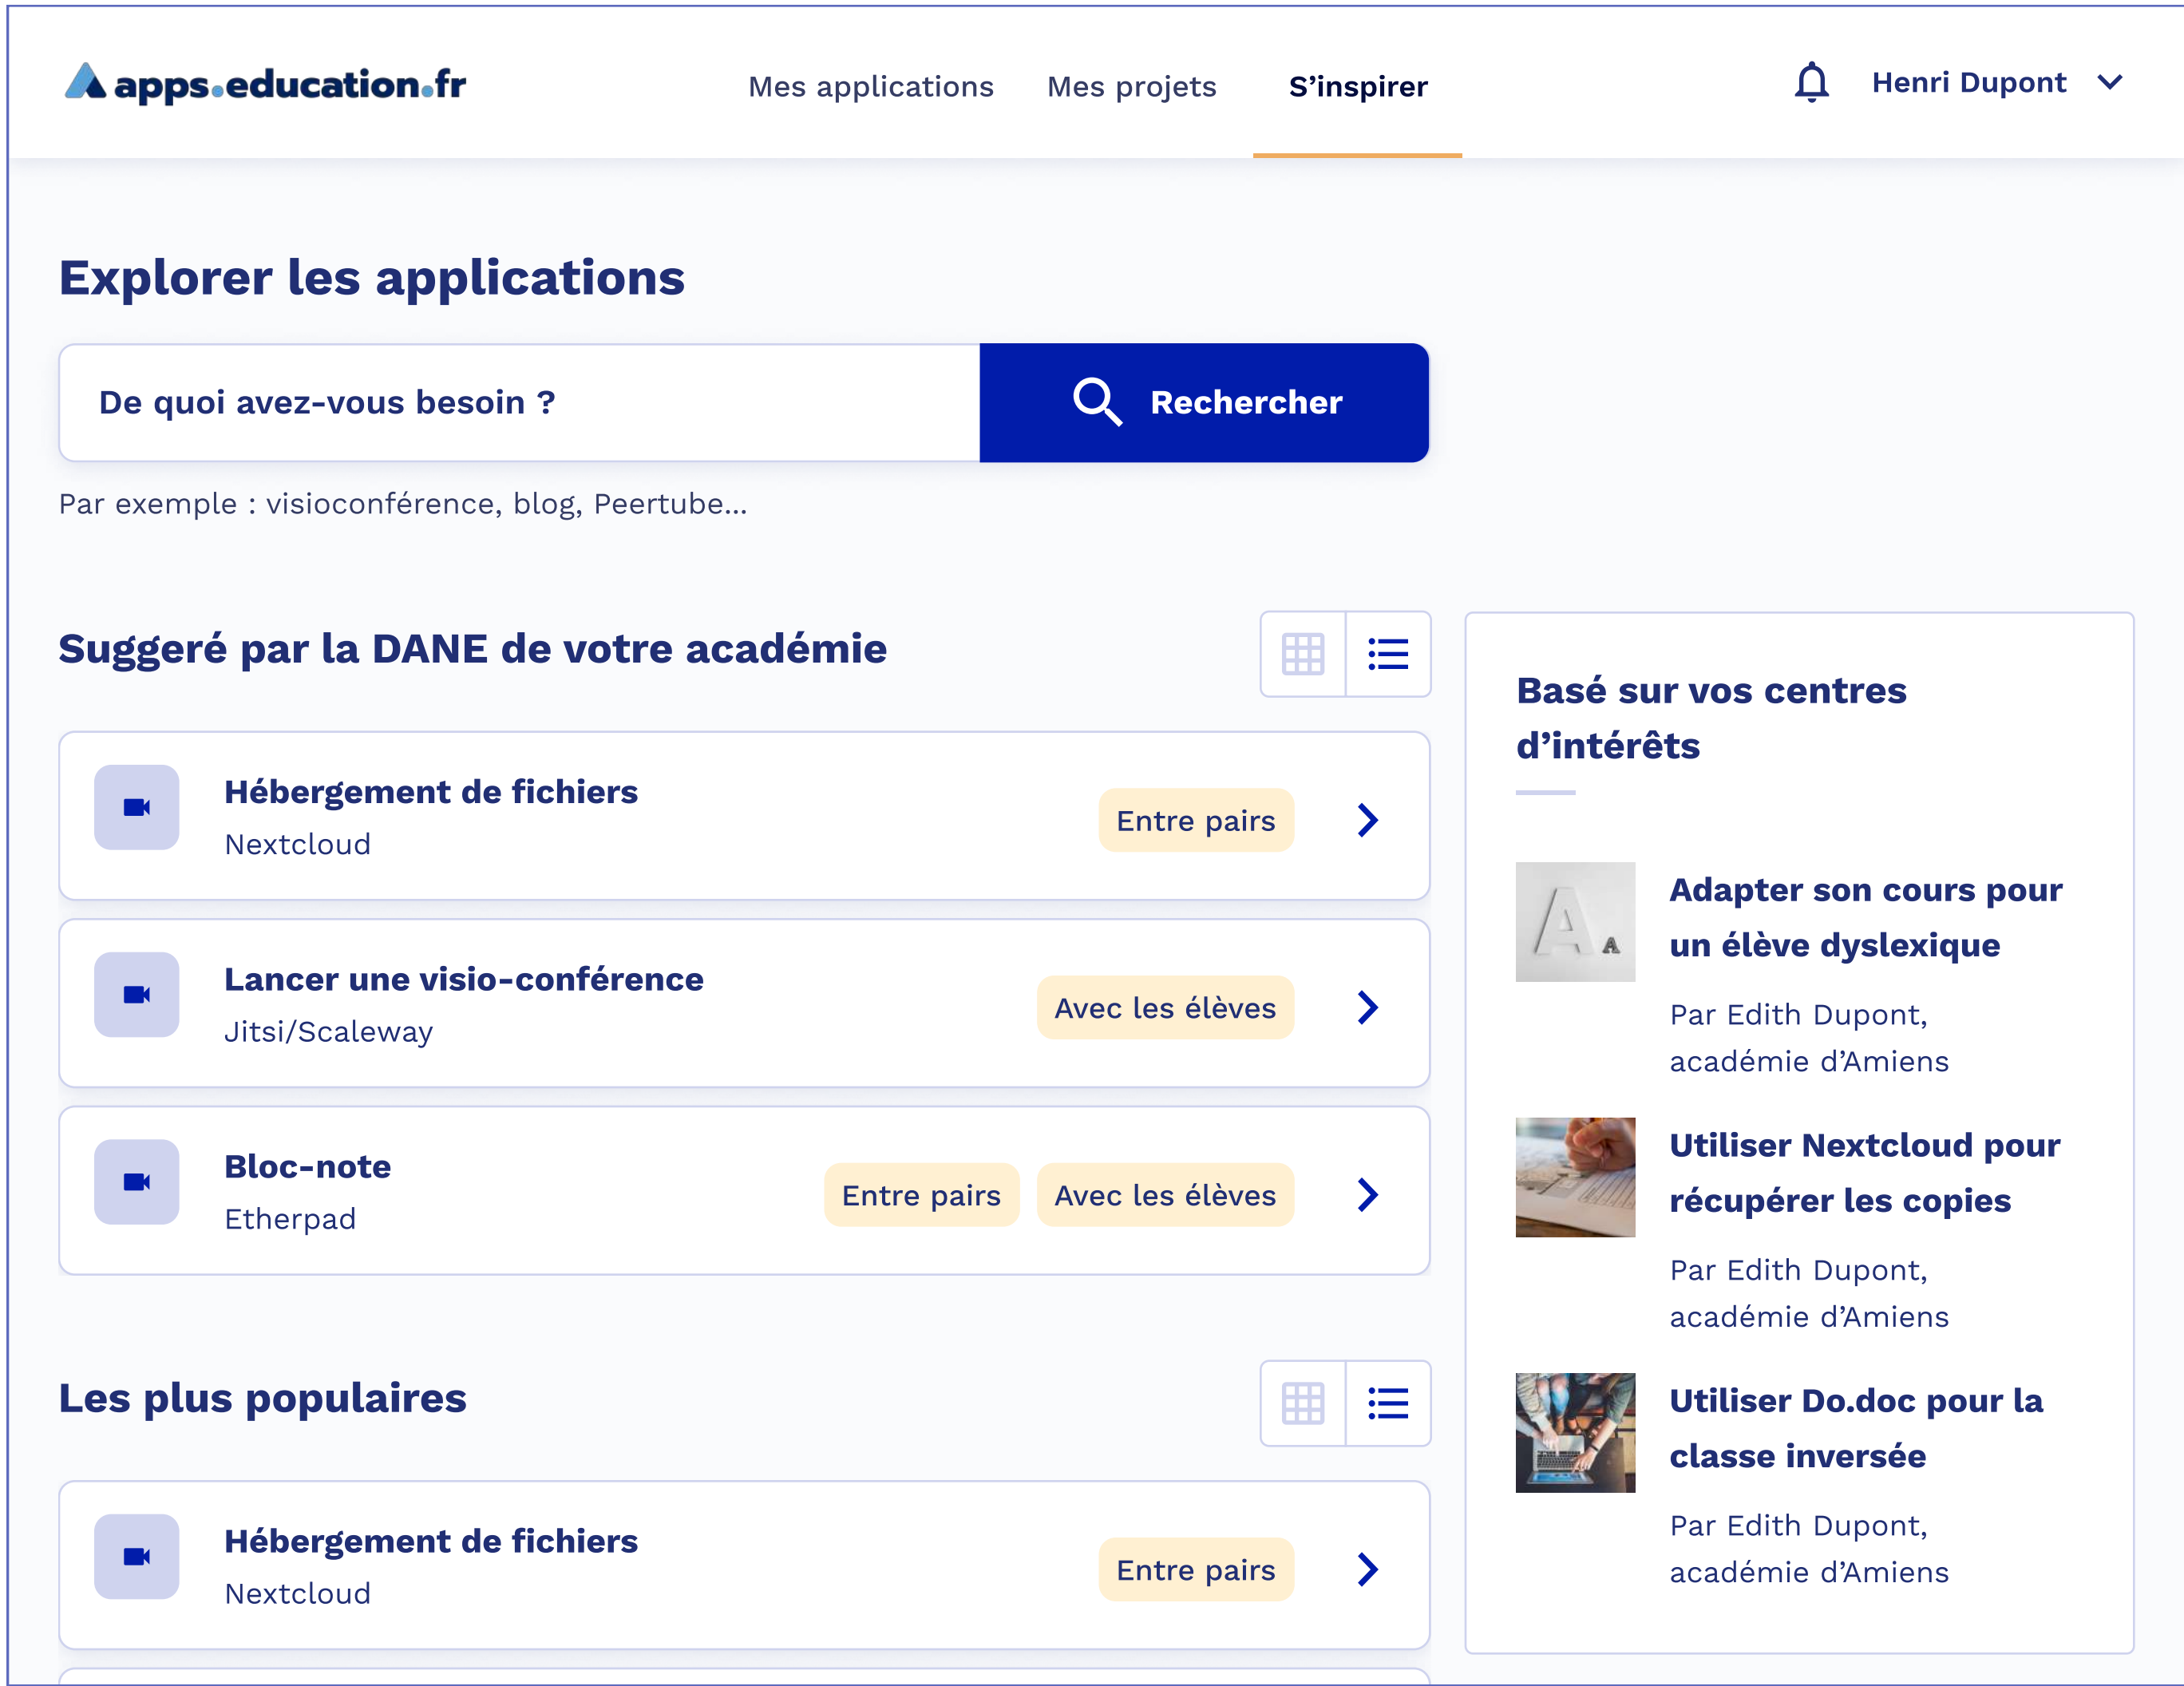 apps.education.fr
Mes applications
Mes projets
S’inspirer
Henri Dupont
Explorer les applications
De quoi avez-vous besoin ?
Rechercher
Par exemple : visioconférence, blog, Peertube...
Suggeré par la DANE de votre académie
Hébergement de fichiers
Nextcloud
Entre pairs
Lancer une visio-conférence
Jitsi/Scaleway
Avec les élèves
Bloc-note
Etherpad
Entre pairs
Avec les élèves
Les plus populaires
Hébergement de fichiers
Nextcloud
Entre pairs
Basé sur vos centres
d’intérêts
A
A
Adapter son cours pour
un élève dyslexique
Par Edith Dupont,
académie d’Amiens
Utiliser Nextcloud pour
récupérer les copies
Par Edith Dupont,
académie d’Amiens
Utiliser Do.doc pour la
classe inversée
Par Edith Dupont,
académie d’Amiens